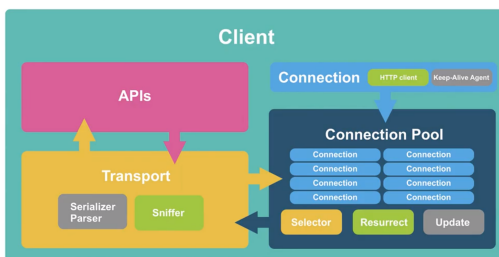 Client
APIs
Connection
HTTP client
Keep-Alive Agent
Transport
Serializer
Parser
Sniffer
Connection Pool
Connection Connection
Connection Connection
Connection Connection
Connection Connection
Selector Resurrect Update